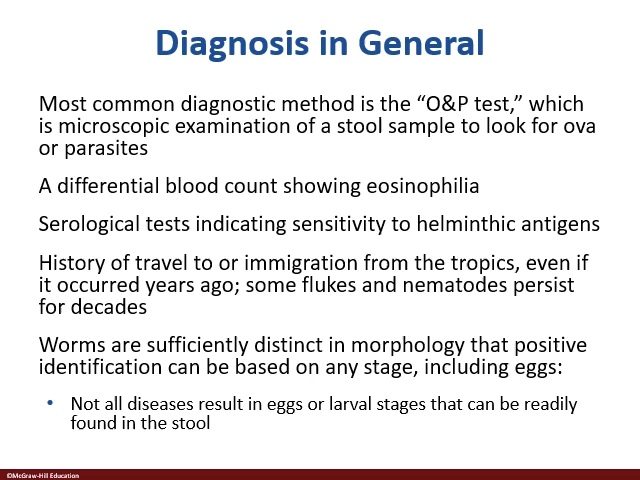 Diagnosis in General
Most common diagnostic method is the “O&P test,” which
is microscopic examination of a stool sample to look for ova
or parasites
A differential blood count showing eosinophilia
Serological tests indicating sensitivity to helminthic antigens
History of travel to or immigration from the tropics, even if
it occurred years ago; some flukes and nematodes persist
for decades
Worms are sufficiently distinct in morphology that positive
identification can be based on any stage, including eggs:
• Not all diseases result in eggs or larval stages that can be readily
found in the stool
©McGraw-Hill Education